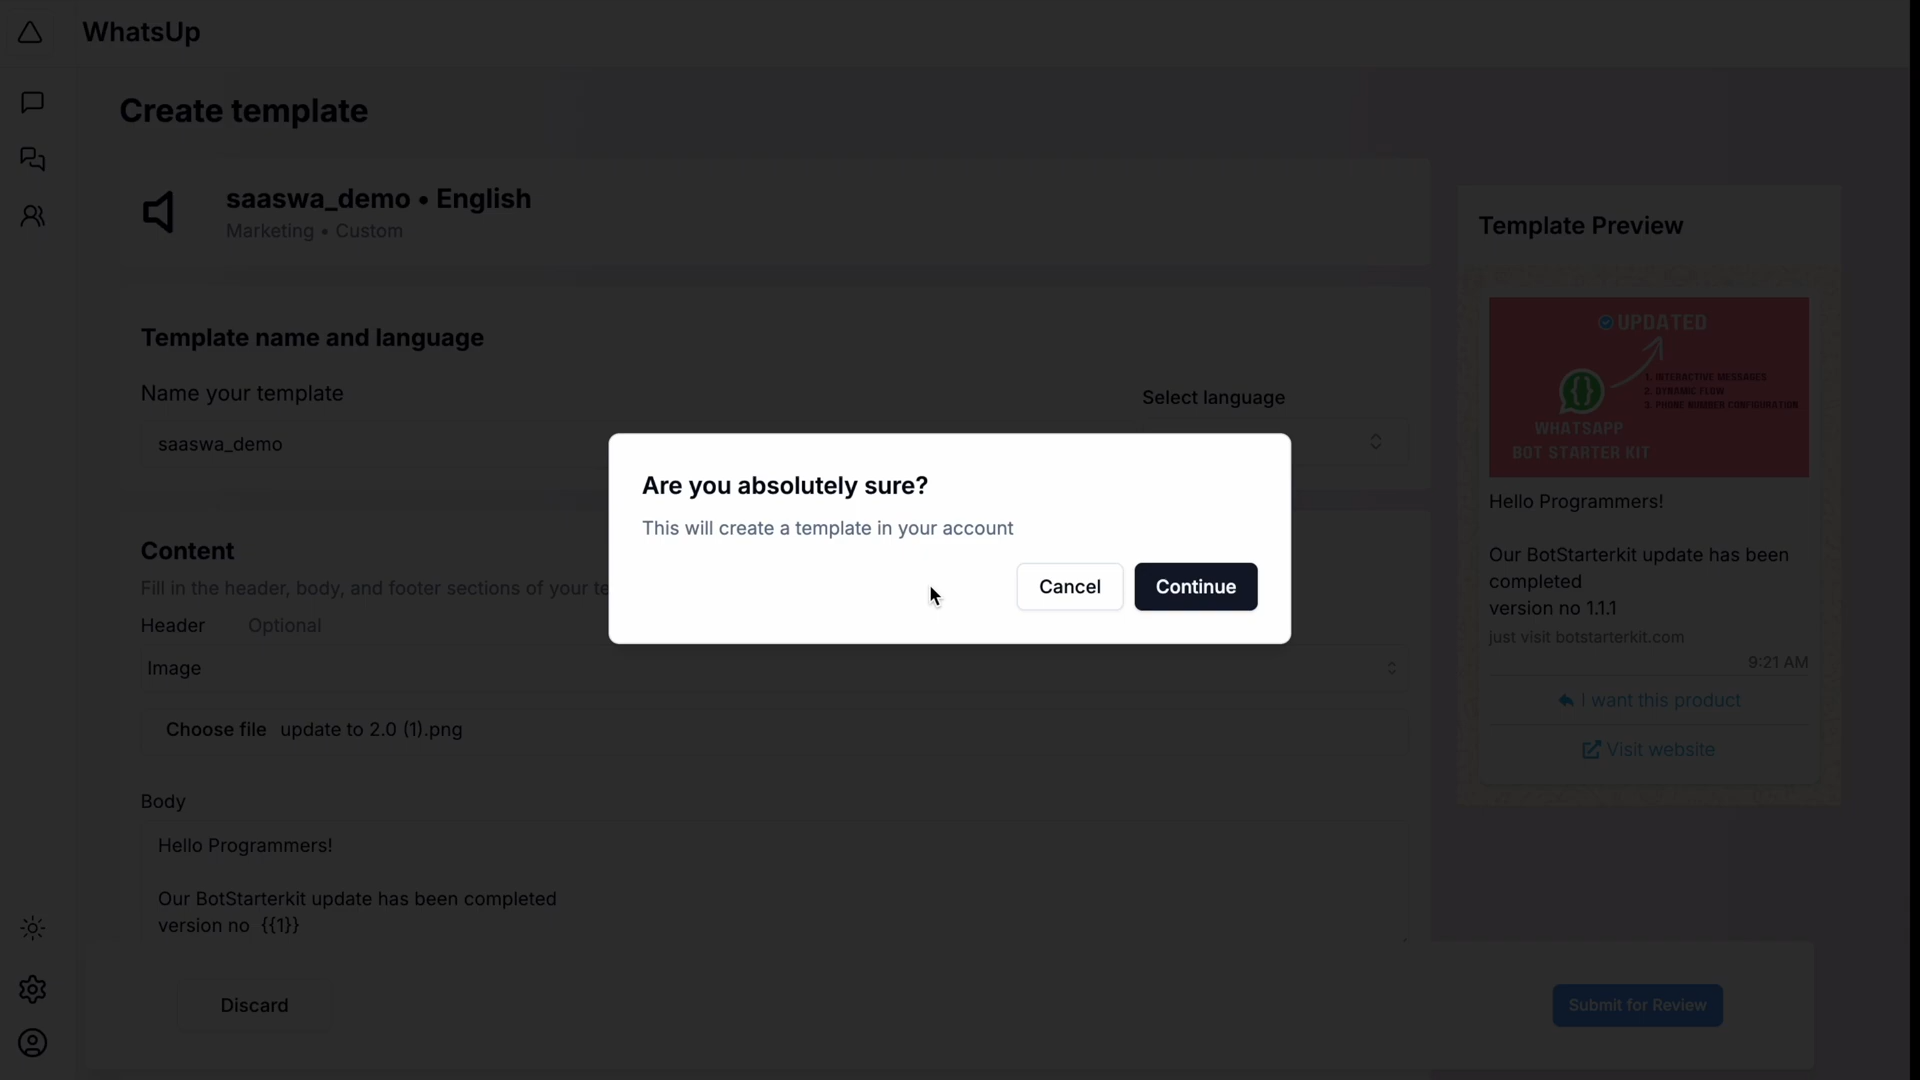 WhatsUp
Create template
saaswa_demo • English
Marketing • Custom
Template name and language
Name your template
Select language
saaswa_demo
Are you absolutely sure?
This will create a template in your account
Cancel
Continue
Content
Fill in the header, body, and footer sections of your te
Header Optional
Image
Choose file update to 2.0 (1).png
Body
Hello Programmers!
Our BotStarterkit update has been completed
version no {{1}}
Discard
Submit for Review
Template Preview
UPDATED
{}
1. INTERACTIVE MESSAGES
2. DYNAMIC FLOW
3. PHONE NUMBER CONFIGURATION
WHATSAPP
BOT STARTER KIT
Hello Programmers!
Our BotStarterkit update has been
completed
version no 1.1.1
just visit botstarterkit.com
9:21 AM
I want this product
Visit website